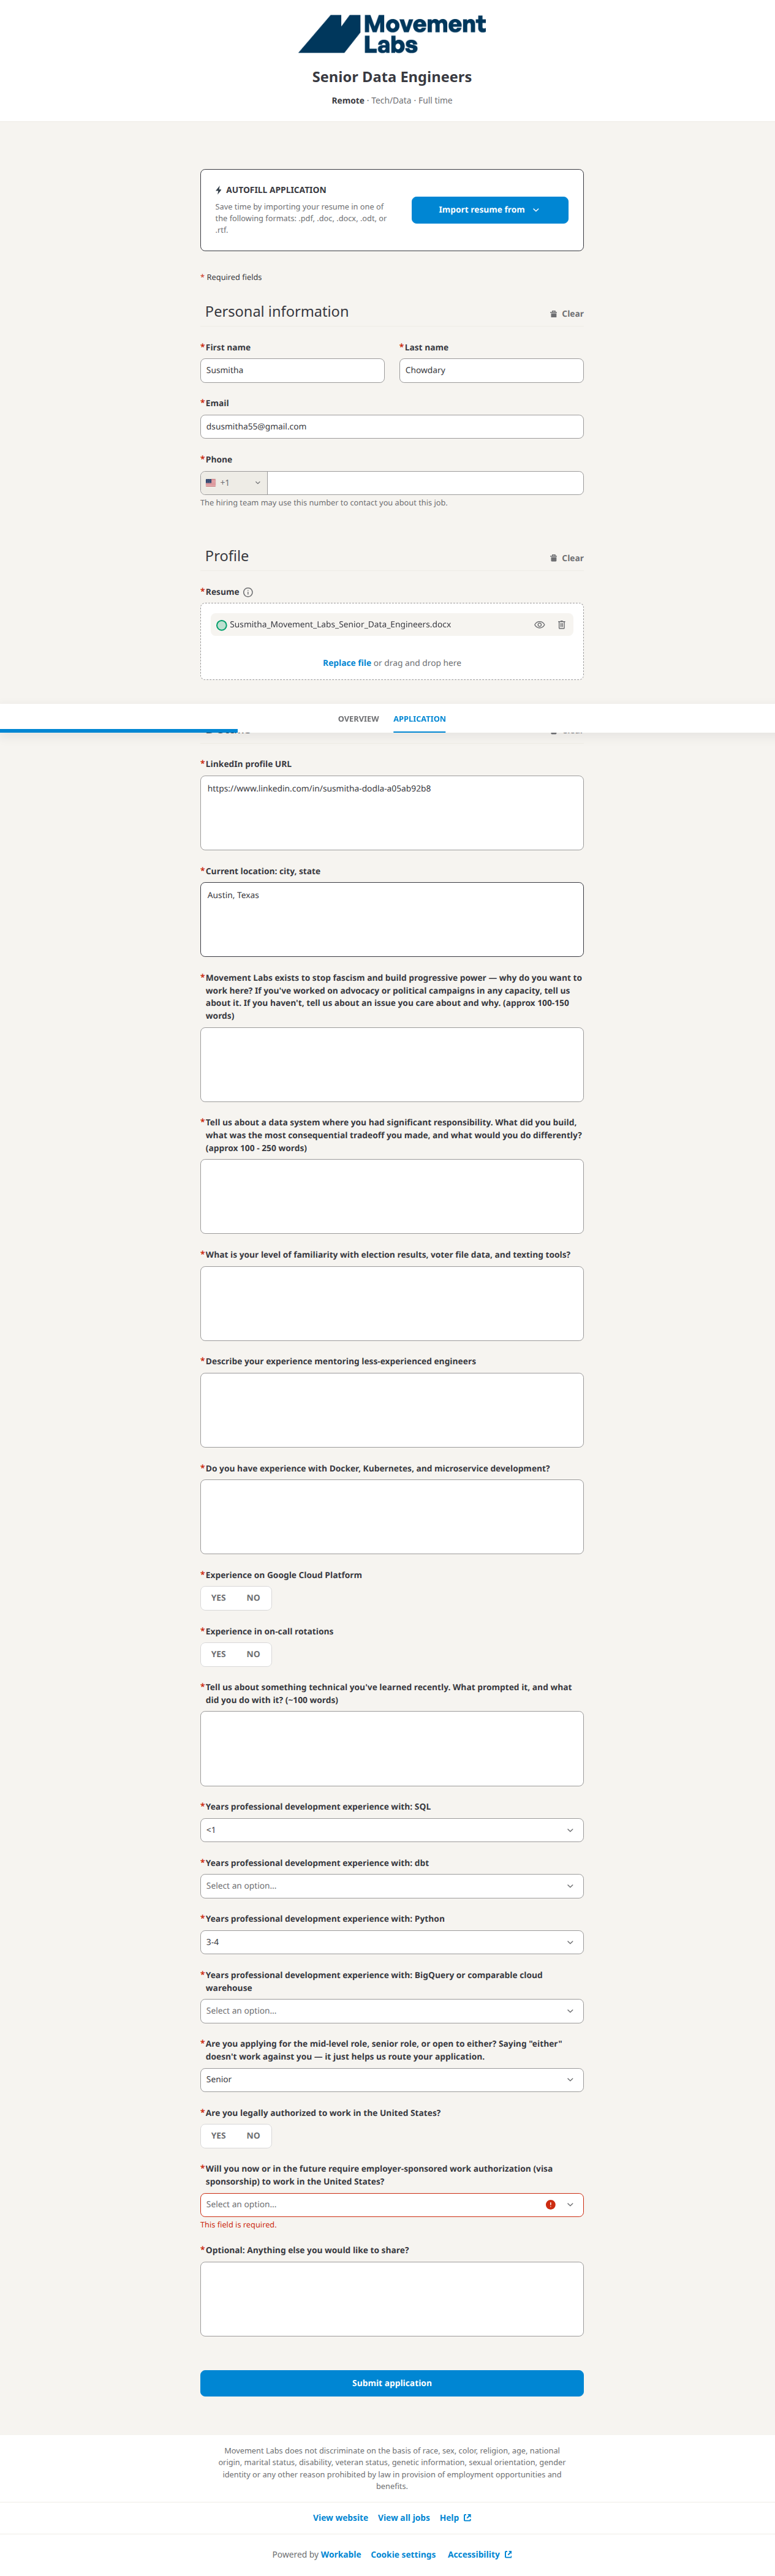 Movement
Labs
Senior Data Engineers
Remote · Tech/Data · Full time
AUTOFILL APPLICATION
Save time by importing your resume in one of
the following formats: .pdf, .doc, .docx, .odt, or
.rtf.
Import resume from
* Required fields
Personal information
Clear
*First name
*Last name
Susmitha
Chowdary
*Email
dsusmitha55@gmail.com
*Phone
+1
The hiring team may use this number to contact you about this job.
Profile
Clear
*Resume
Susmitha_Movement_Labs_Senior_Data_Engineers.docx
Replace file or drag and drop here
OVERVIEW APPLICATION
*LinkedIn profile URL
https://www.linkedin.com/in/susmitha-dodla-a05ab92b8
*Current location: city, state
Austin, Texas
*Movement Labs exists to stop fascism and build progressive power — why do you want to
work here? If you've worked on advocacy or political campaigns in any capacity, tell us
about it. If you haven't, tell us about an issue you care about and why. (approx 100-150
words)
*Tell us about a data system where you had significant responsibility. What did you build,
what was the most consequential tradeoff you made, and what would you do differently?
(approx 100 - 250 words)
*What is your level of familiarity with election results, voter file data, and texting tools?
*Describe your experience mentoring less-experienced engineers
*Do you have experience with Docker, Kubernetes, and microservice development?
*Experience on Google Cloud Platform
YES NO
*Experience in on-call rotations
YES NO
*Tell us about something technical you've learned recently. What prompted it, and what
did you do with it? (~100 words)
*Years professional development experience with: SQL
<1
*Years professional development experience with: dbt
Select an option...
*Years professional development experience with: Python
3-4
*Years professional development experience with: BigQuery or comparable cloud
warehouse
Select an option...
*Are you applying for the mid-level role, senior role, or open to either? Saying "either"
doesn't work against you — it just helps us route your application.
Senior
*Are you legally authorized to work in the United States?
YES NO
*Will you now or in the future require employer-sponsored work authorization (visa
sponsorship) to work in the United States?
Select an option...
This field is required.
*Optional: Anything else you would like to share?
Submit application
Movement Labs does not discriminate on the basis of race, sex, color, religion, age, national
origin, marital status, disability, veteran status, genetic information, sexual orientation, gender
identity or any other reason prohibited by law in provision of employment opportunities and
benefits.
View website View all jobs Help
Powered by Workable Cookie settings Accessibility